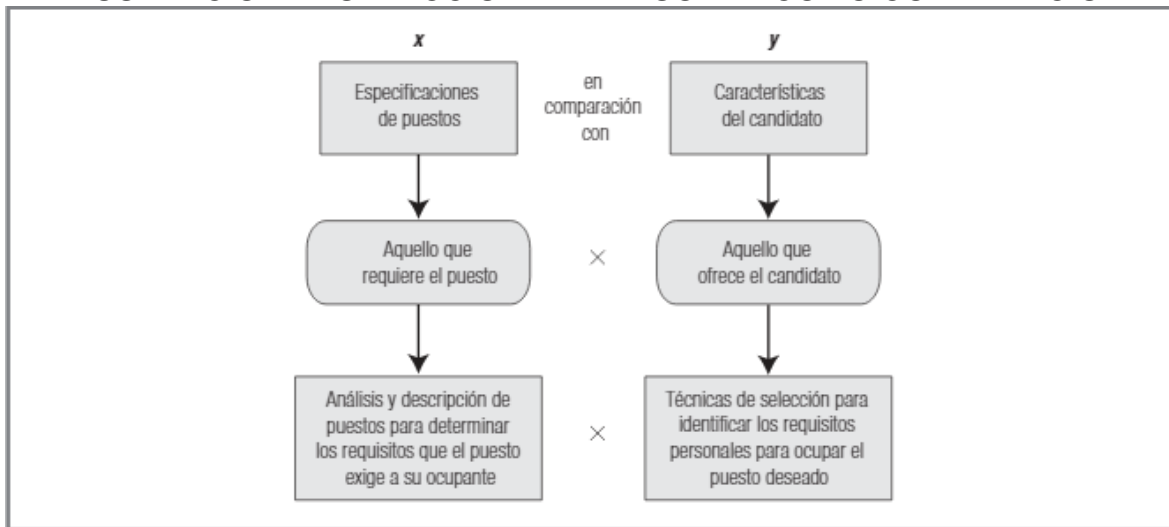 x
y
Especificaciones
de puestos
en
comparación
con
Características
del candidato
Aquello que
requiere el puesto
×
Aquello que
ofrece el candidato
Análisis y descripción de
puestos para determinar
los requisitos que el puesto
exige a su ocupante
×
Técnicas de selección para
identificar los requisitos
personales para ocupar el
puesto deseado